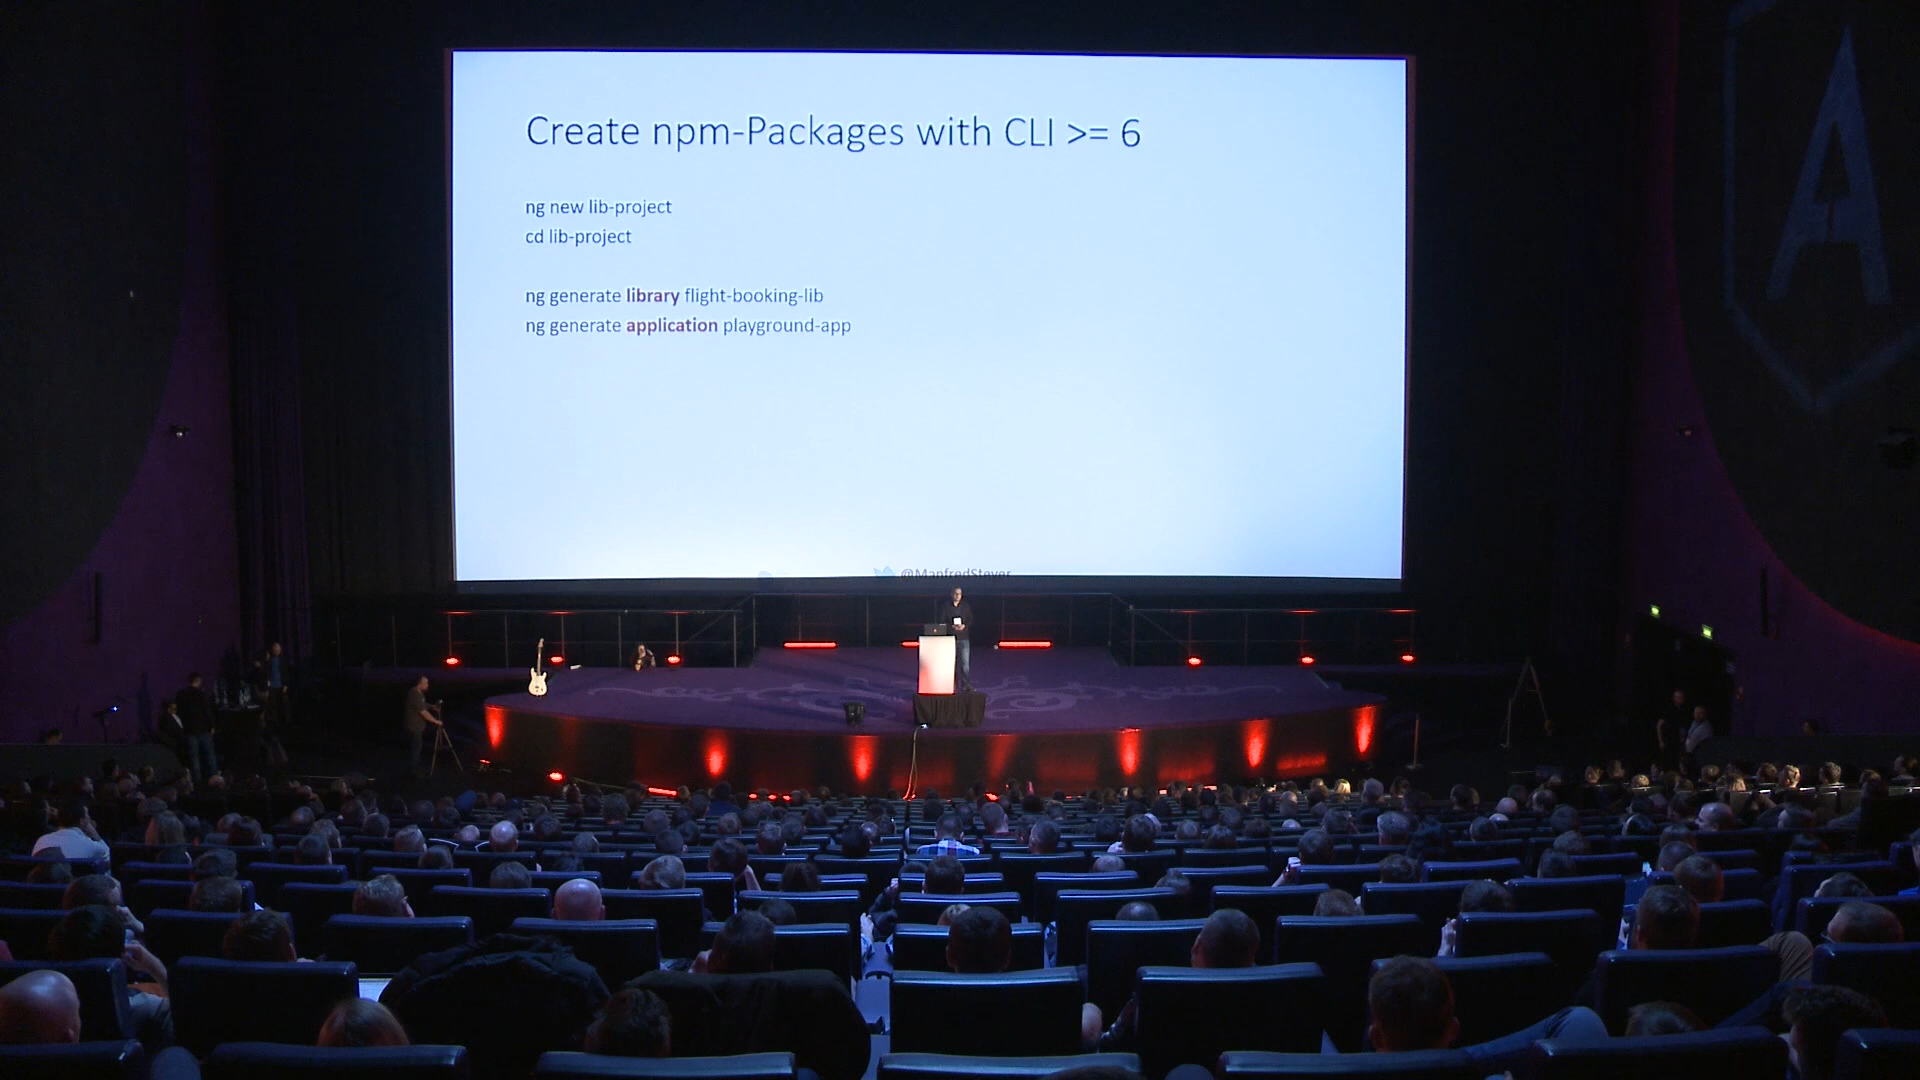 Create npm-Packages with CLI >= 6
ng new lib-project
cd lib-project
ng generate library flight-booking-lib
ng generate application playground-app
@ManfredSteyer
A